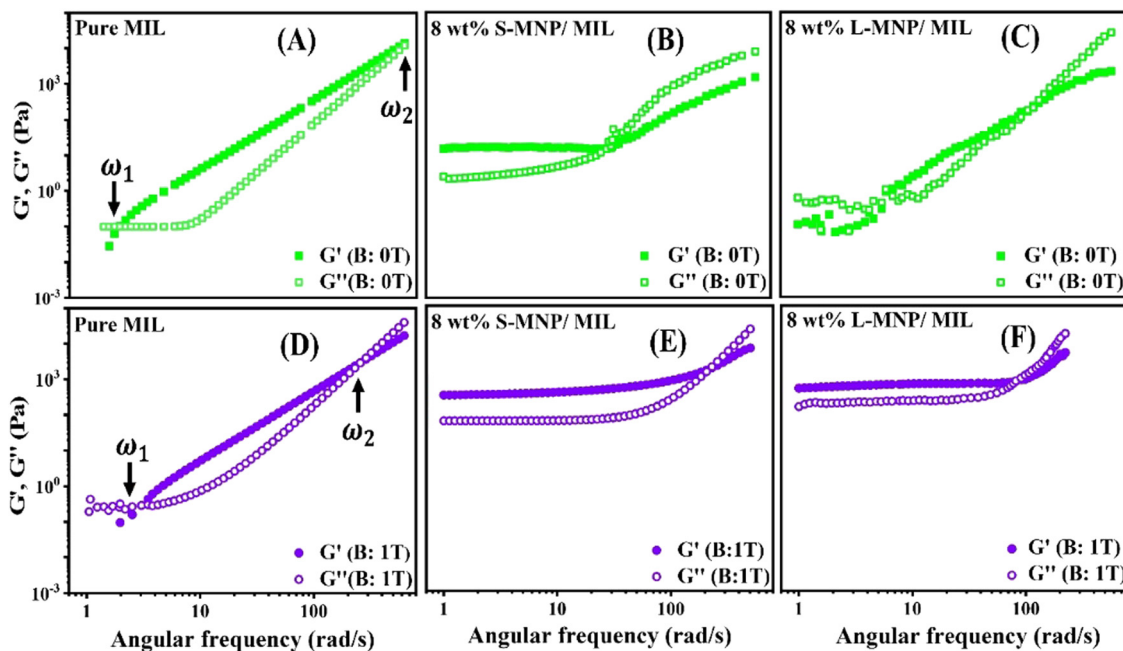 Pure MIL
(A)
ω₂
ω₁
G' (B: 0T)
G''(B: 0T)
8 wt% S-MNP/ MIL
(B)
G' (B: 0T)
G'' (B: 0T)
8 wt% L-MNP/ MIL
(C)
G' (B: 0T)
G'' (B: 0T)
G', G'' (Pa)
10³
10⁰
10⁻³
Pure MIL
(D)
ω₁
ω₂
G' (B: 1T)
G''(B: 1T)
8 wt% S-MNP/ MIL
(E)
G' (B:1T)
G'' (B:1T)
8 wt% L-MNP/ MIL
(F)
G' (B: 1T)
G'' (B: 1T)
G', G'' (Pa)
10³
10⁰
10⁻³
1 10 100
1 10 100
1 10 100
Angular frequency (rad/s)
Angular frequency (rad/s)
Angular frequency (rad/s)